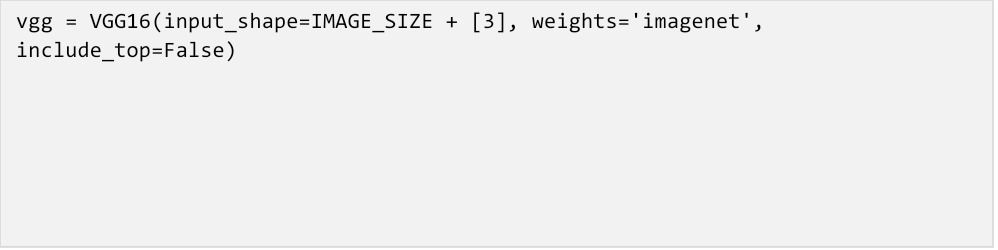 vgg = VGG16(input_shape=IMAGE_SIZE + [3], weights='imagenet',
include_top=False)